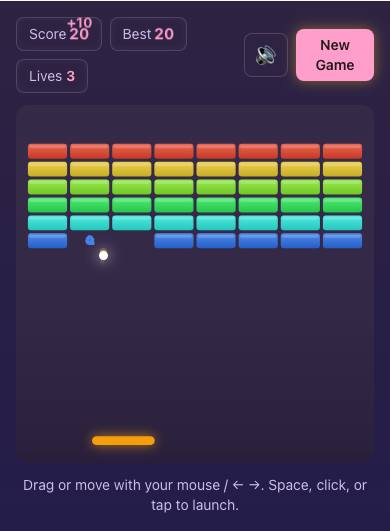 +10
Score 20
Best 20
Lives 3
New
Game
Drag or move with your mouse / ← →. Space, click, or
tap to launch.